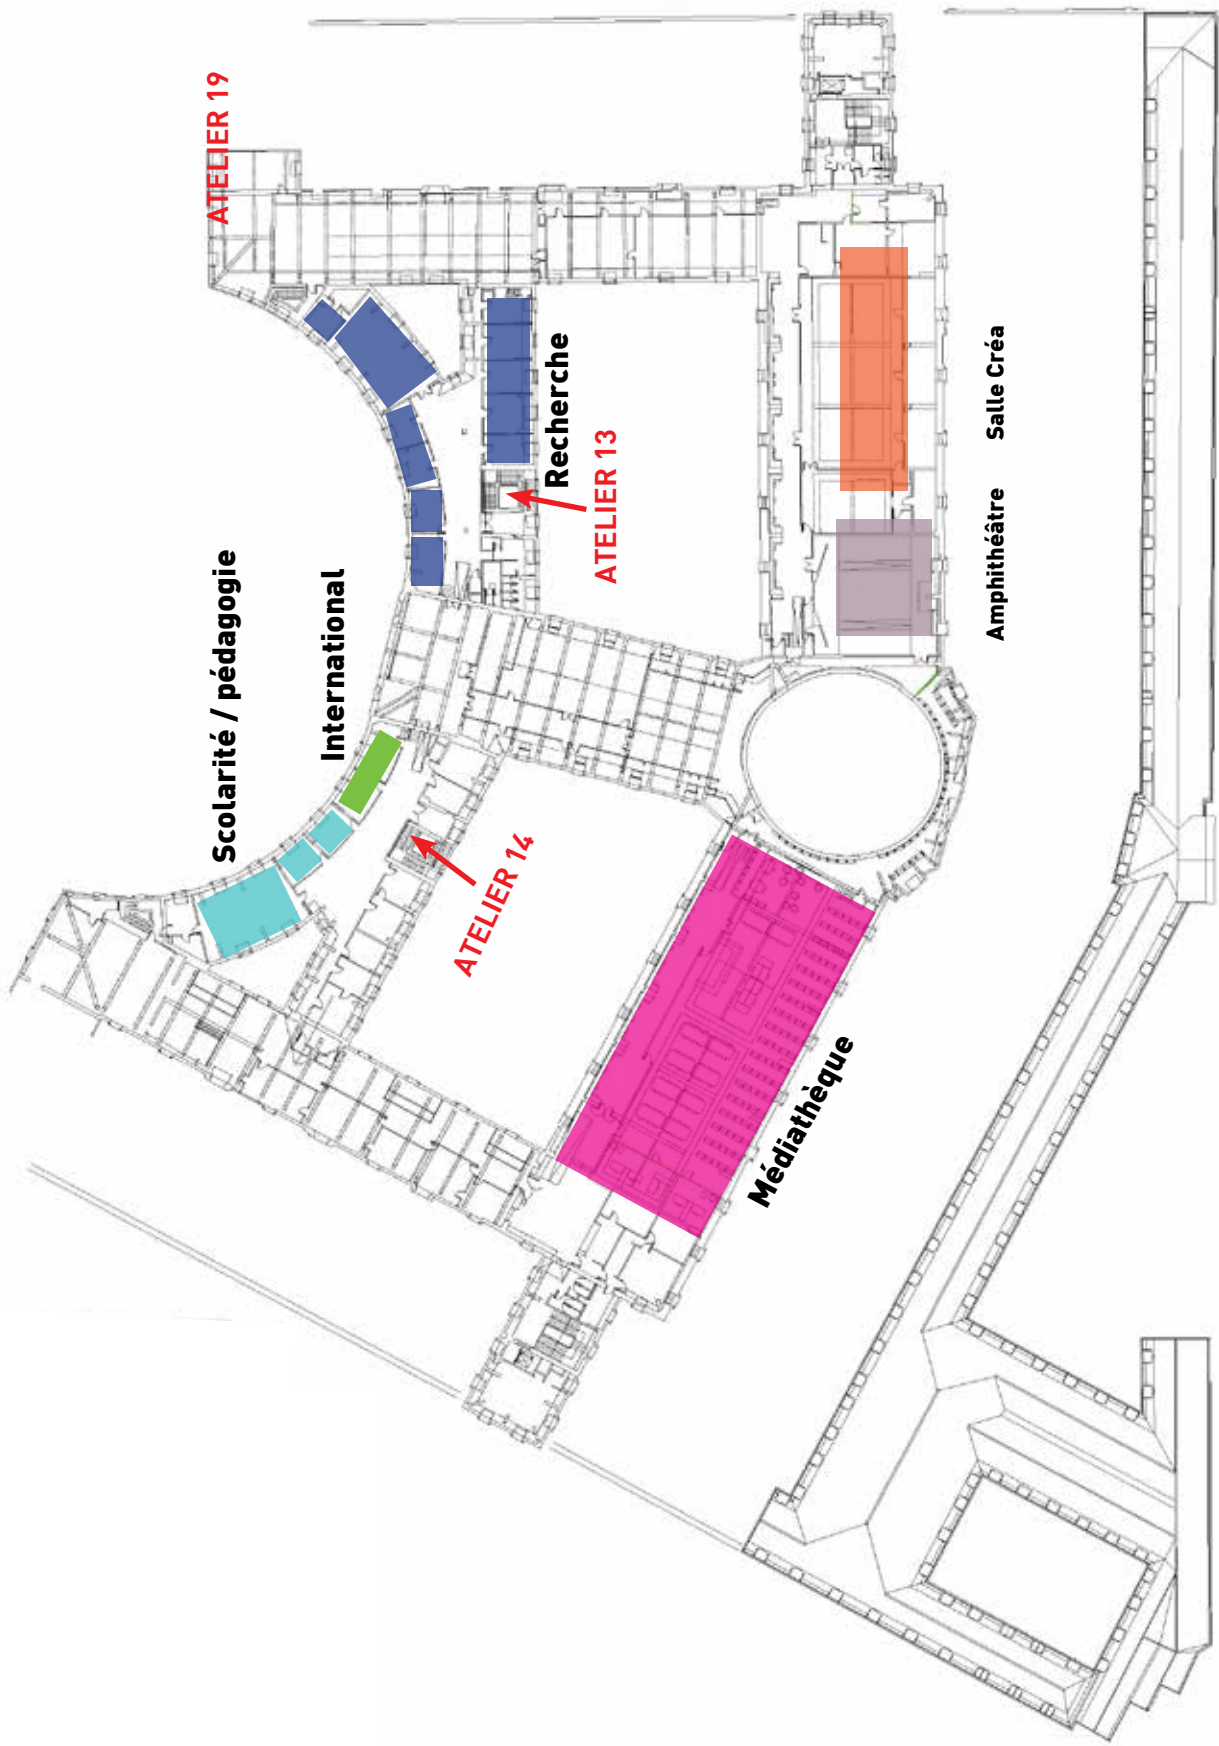 ATELIER 19
Scolarité / pédagogie
International
Recherche
ATELIER 13
ATELIER 14
Salle Créa
Amphithéâtre
Médiathèque